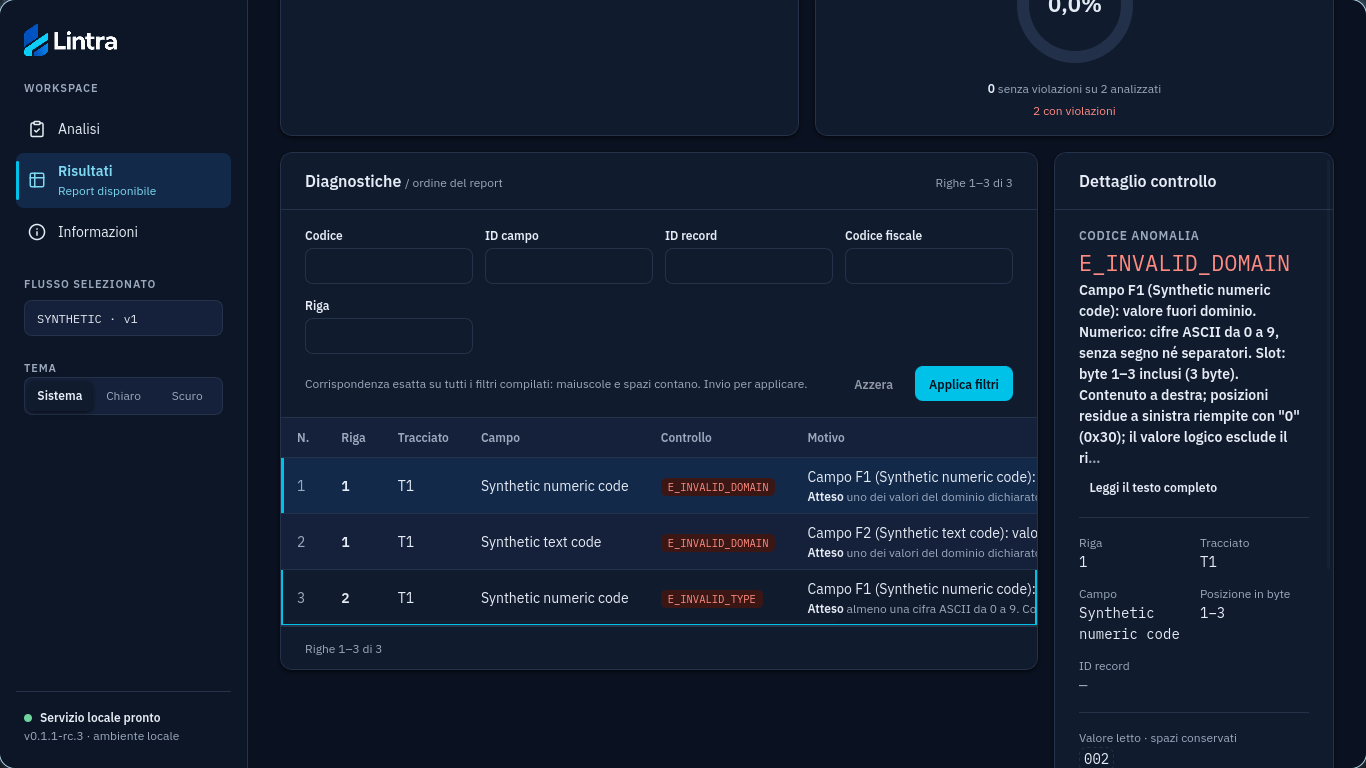 Lintra
WORKSPACE
Analisi
Risultati
Report disponibile
Informazioni
FLUSSO SELEZIONATO
SYNTHETIC · v1
TEMA
Sistema Chiaro Scuro
Servizio locale pronto
v0.1.1-rc.3 · ambiente locale
0,0%
0 senza violazioni su 2 analizzati
2 con violazioni
Diagnostiche / ordine del report Righe 1–3 di 3
Codice ID campo ID record Codice fiscale
Riga
Corrispondenza esatta su tutti i filtri compilati: maiuscole e spazi contano. Invio per applicare. Azzera Applica filtri
N. Riga Tracciato Campo Controllo Motivo
1 1 T1 Synthetic numeric code E_INVALID_DOMAIN Campo F1 (Synthetic numeric code):
Atteso uno dei valori del dominio dichiarato
2 1 T1 Synthetic text code E_INVALID_DOMAIN Campo F2 (Synthetic text code): valo
Atteso uno dei valori del dominio dichiarato
3 2 T1 Synthetic numeric code E_INVALID_TYPE Campo F1 (Synthetic numeric code):
Atteso almeno una cifra ASCII da 0 a 9. Co
Righe 1–3 di 3
Dettaglio controllo
CODICE ANOMALIA
E_INVALID_DOMAIN
Campo F1 (Synthetic numeric
code): valore fuori dominio.
Numerico: cifre ASCII da 0 a 9,
senza segno né separatori. Slot:
byte 1–3 inclusi (3 byte).
Contenuto a destra; posizioni
residue a sinistra riempite con "0"
(0x30); il valore logico esclude il
ri...
Leggi il testo completo
Riga Tracciato
1 T1
Campo Posizione in byte
Synthetic 1–3
numeric code
ID record
—
Valore letto · spazi conservati
002